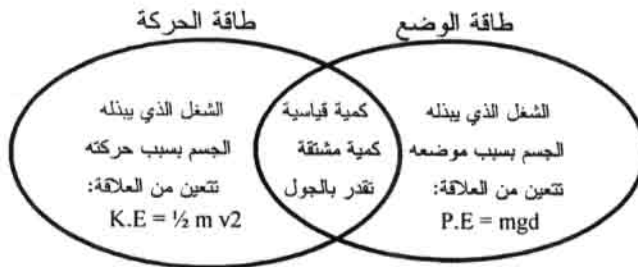 طاقة الوضع
طاقة الحركة
الشغل الذي يبذله
الجسم بسبب موضعه
تتعين من العلاقة:
P.E = mgd
كمية قياسية
كمية مشتقة
تقدر بالجول
الشغل الذي يبذله
الجسم بسبب حركته
تتعين من العلاقة:
K.E = ½ m v2